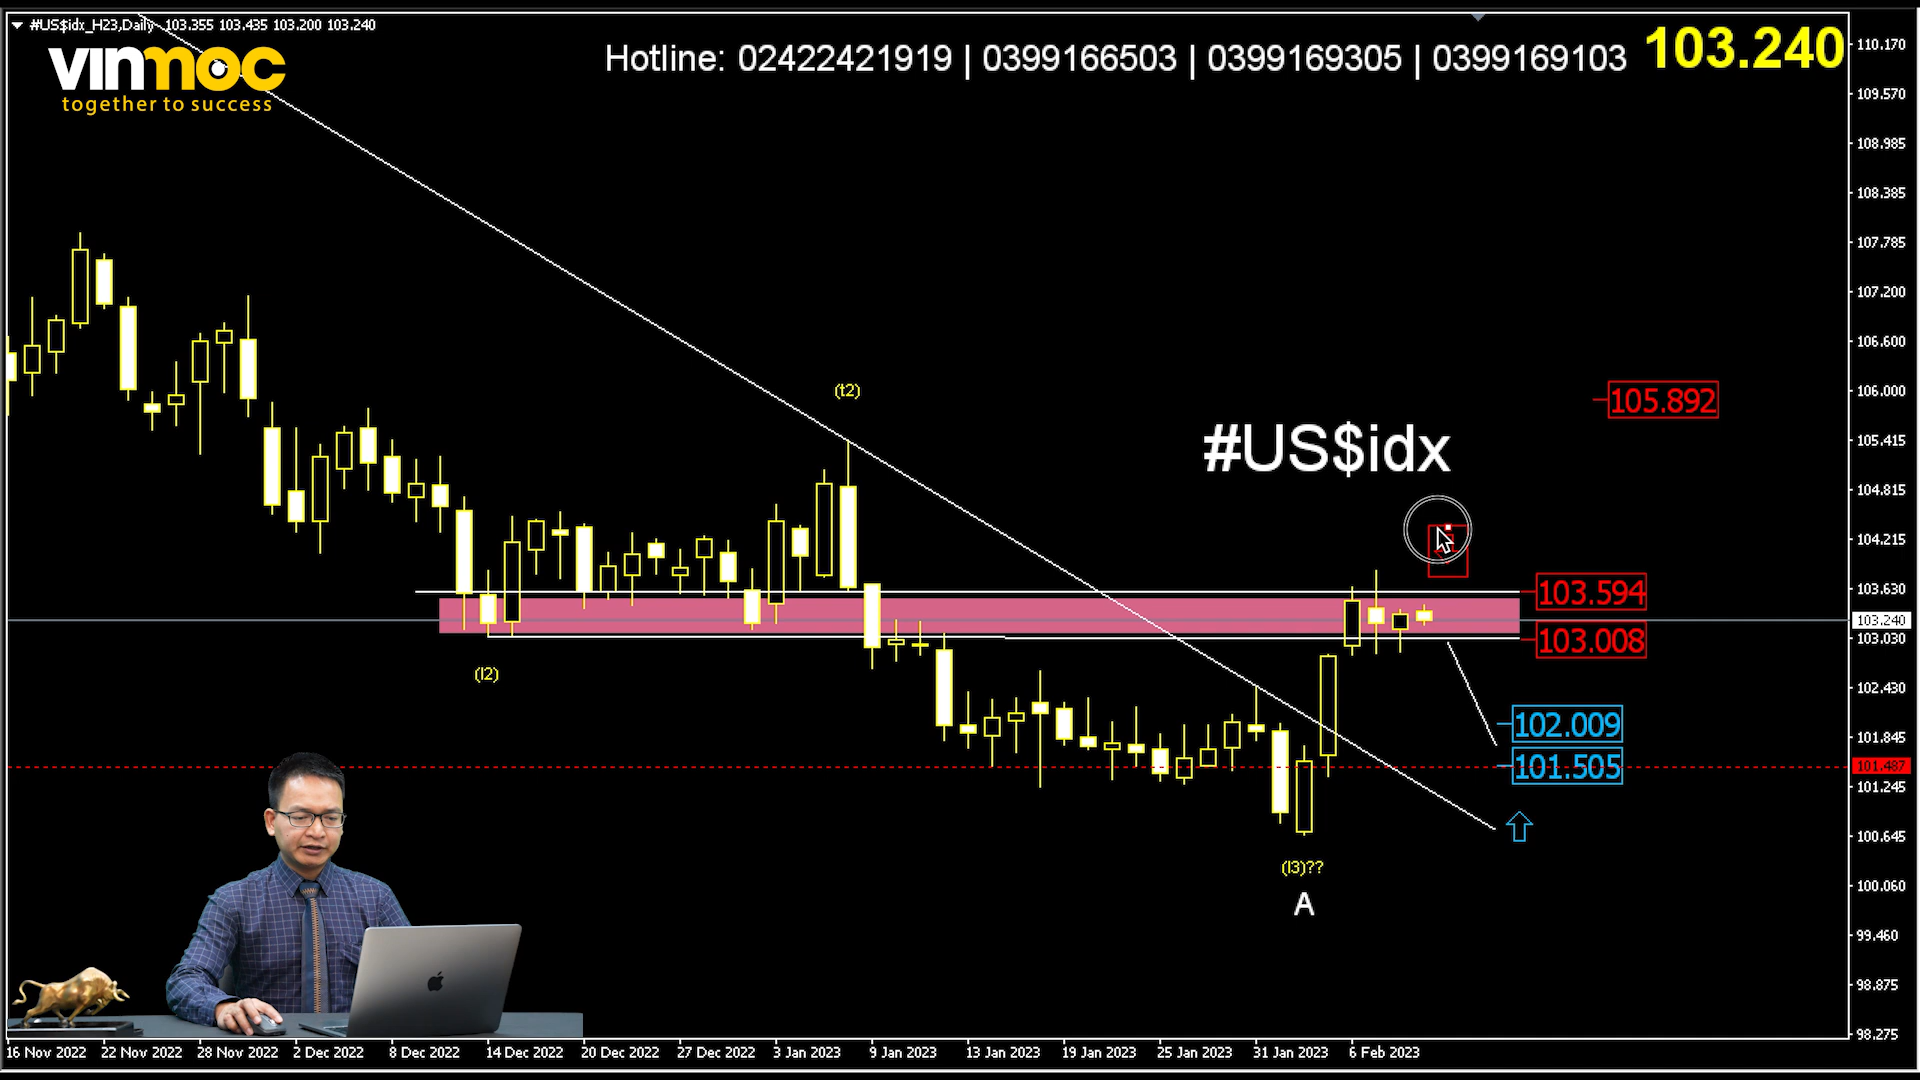 #US$idx_H23,Daily 103.355 103.435 103.200 103.240
vinmoc
together to success
Hotline: 02422421919 | 0399166503 | 0399169305 | 0399169103
103.240
110.170
109.570
108.985
108.385
107.785
107.200
106.600
106.000
105.415
104.815
104.215
103.630
103.240
103.030
102.430
101.845
101.487
101.245
100.645
100.060
99.460
98.875
98.275
(t2)
105.892
#US$idx
103.594
103.008
(l2)
102.009
101.505
(l3)??
A
16 Nov 2022 22 Nov 2022 28 Nov 2022 2 Dec 2022 8 Dec 2022 14 Dec 2022 20 Dec 2022 27 Dec 2022 3 Jan 2023 9 Jan 2023 13 Jan 2023 19 Jan 2023 25 Jan 2023 31 Jan 2023 6 Feb 2023